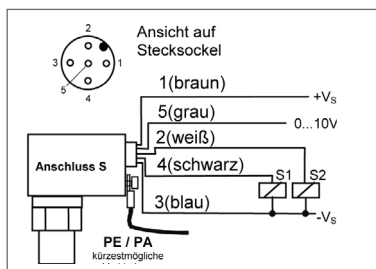 Ansicht auf
Stecksockel
2
3
1
5
4
1(braun)
+VS
5(grau)
0...10V
2(weiß)
4(schwarz)
S1
S2
Anschluss S
3(blau)
-VS
PE / PA
kürzestmögliche